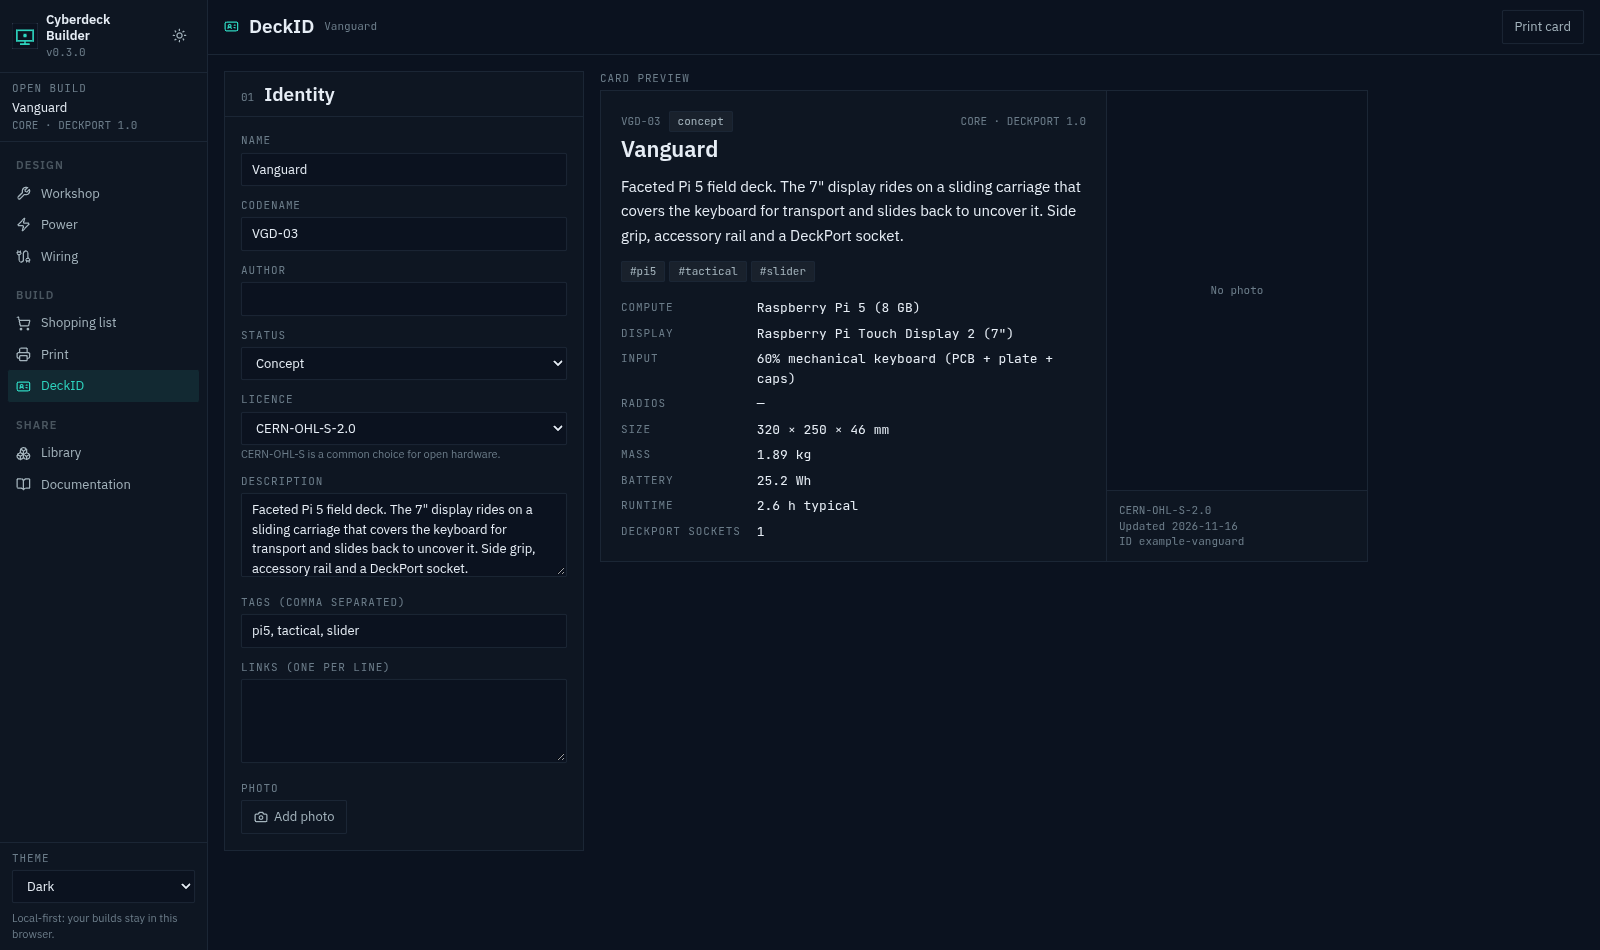 Cyberdeck
Builder
v0.3.0
OPEN BUILD
Vanguard
CORE · DECKPORT 1.0
DESIGN
Workshop
Power
Wiring
BUILD
Shopping list
Print
DeckID
SHARE
Library
Documentation
THEME
Dark
Local-first: your builds stay in this
browser.
DeckID Vanguard
Print card
01 Identity
NAME
Vanguard
CODENAME
VGD-03
AUTHOR
STATUS
Concept
LICENCE
CERN-OHL-S-2.0
CERN-OHL-S is a common choice for open hardware.
DESCRIPTION
Faceted Pi 5 field deck. The 7" display rides on a
sliding carriage that covers the keyboard for
transport and slides back to uncover it. Side grip,
accessory rail and a DeckPort socket.
TAGS (COMMA SEPARATED)
pi5, tactical, slider
LINKS (ONE PER LINE)
PHOTO
Add photo
CARD PREVIEW
VGD-03 concept CORE · DECKPORT 1.0
Vanguard
Faceted Pi 5 field deck. The 7" display rides on a sliding carriage that
covers the keyboard for transport and slides back to uncover it. Side
grip, accessory rail and a DeckPort socket.
#pi5 #tactical #slider
COMPUTE Raspberry Pi 5 (8 GB)
DISPLAY Raspberry Pi Touch Display 2 (7")
INPUT 60% mechanical keyboard (PCB + plate +
caps)
RADIOS —
SIZE 320 × 250 × 46 mm
MASS 1.89 kg
BATTERY 25.2 Wh
RUNTIME 2.6 h typical
DECKPORT SOCKETS 1
No photo
CERN-OHL-S-2.0
Updated 2026-11-16
ID example-vanguard